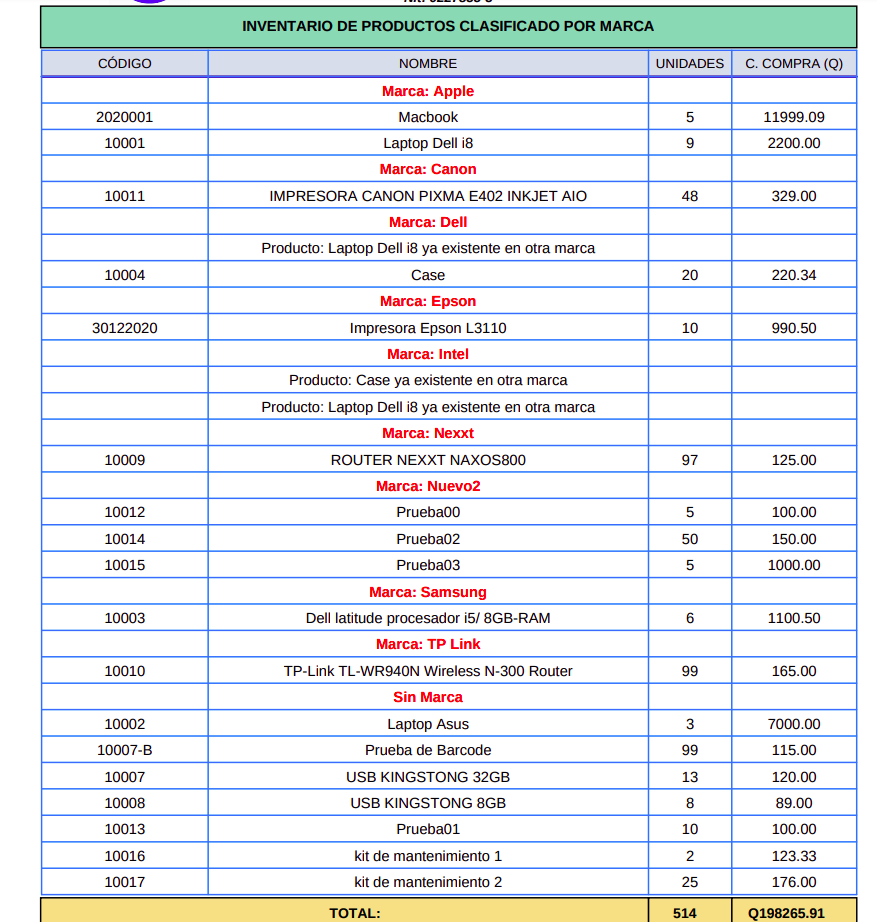 INVENTARIO DE PRODUCTOS CLASIFICADO POR MARCA
CÓDIGO NOMBRE UNIDADES C. COMPRA (Q)
Marca: Apple
2020001 Macbook 5 11999.09
10001 Laptop Dell i8 9 2200.00
Marca: Canon
10011 IMPRESORA CANON PIXMA E402 INKJET AIO 48 329.00
Marca: Dell
Producto: Laptop Dell i8 ya existente en otra marca
10004 Case 20 220.34
Marca: Epson
30122020 Impresora Epson L3110 10 990.50
Marca: Intel
Producto: Case ya existente en otra marca
Producto: Laptop Dell i8 ya existente en otra marca
Marca: Nexxt
10009 ROUTER NEXXT NAXOS800 97 125.00
Marca: Nuevo2
10012 Prueba00 5 100.00
10014 Prueba02 50 150.00
10015 Prueba03 5 1000.00
Marca: Samsung
10003 Dell latitude procesador i5/ 8GB-RAM 6 1100.50
Marca: TP Link
10010 TP-Link TL-WR940N Wireless N-300 Router 99 165.00
Sin Marca
10002 Laptop Asus 3 7000.00
10007-B Prueba de Barcode 99 115.00
10007 USB KINGSTONG 32GB 13 120.00
10008 USB KINGSTONG 8GB 8 89.00
10013 Prueba01 10 100.00
10016 kit de mantenimiento 1 2 123.33
10017 kit de mantenimiento 2 25 176.00
TOTAL: 514 Q198265.91